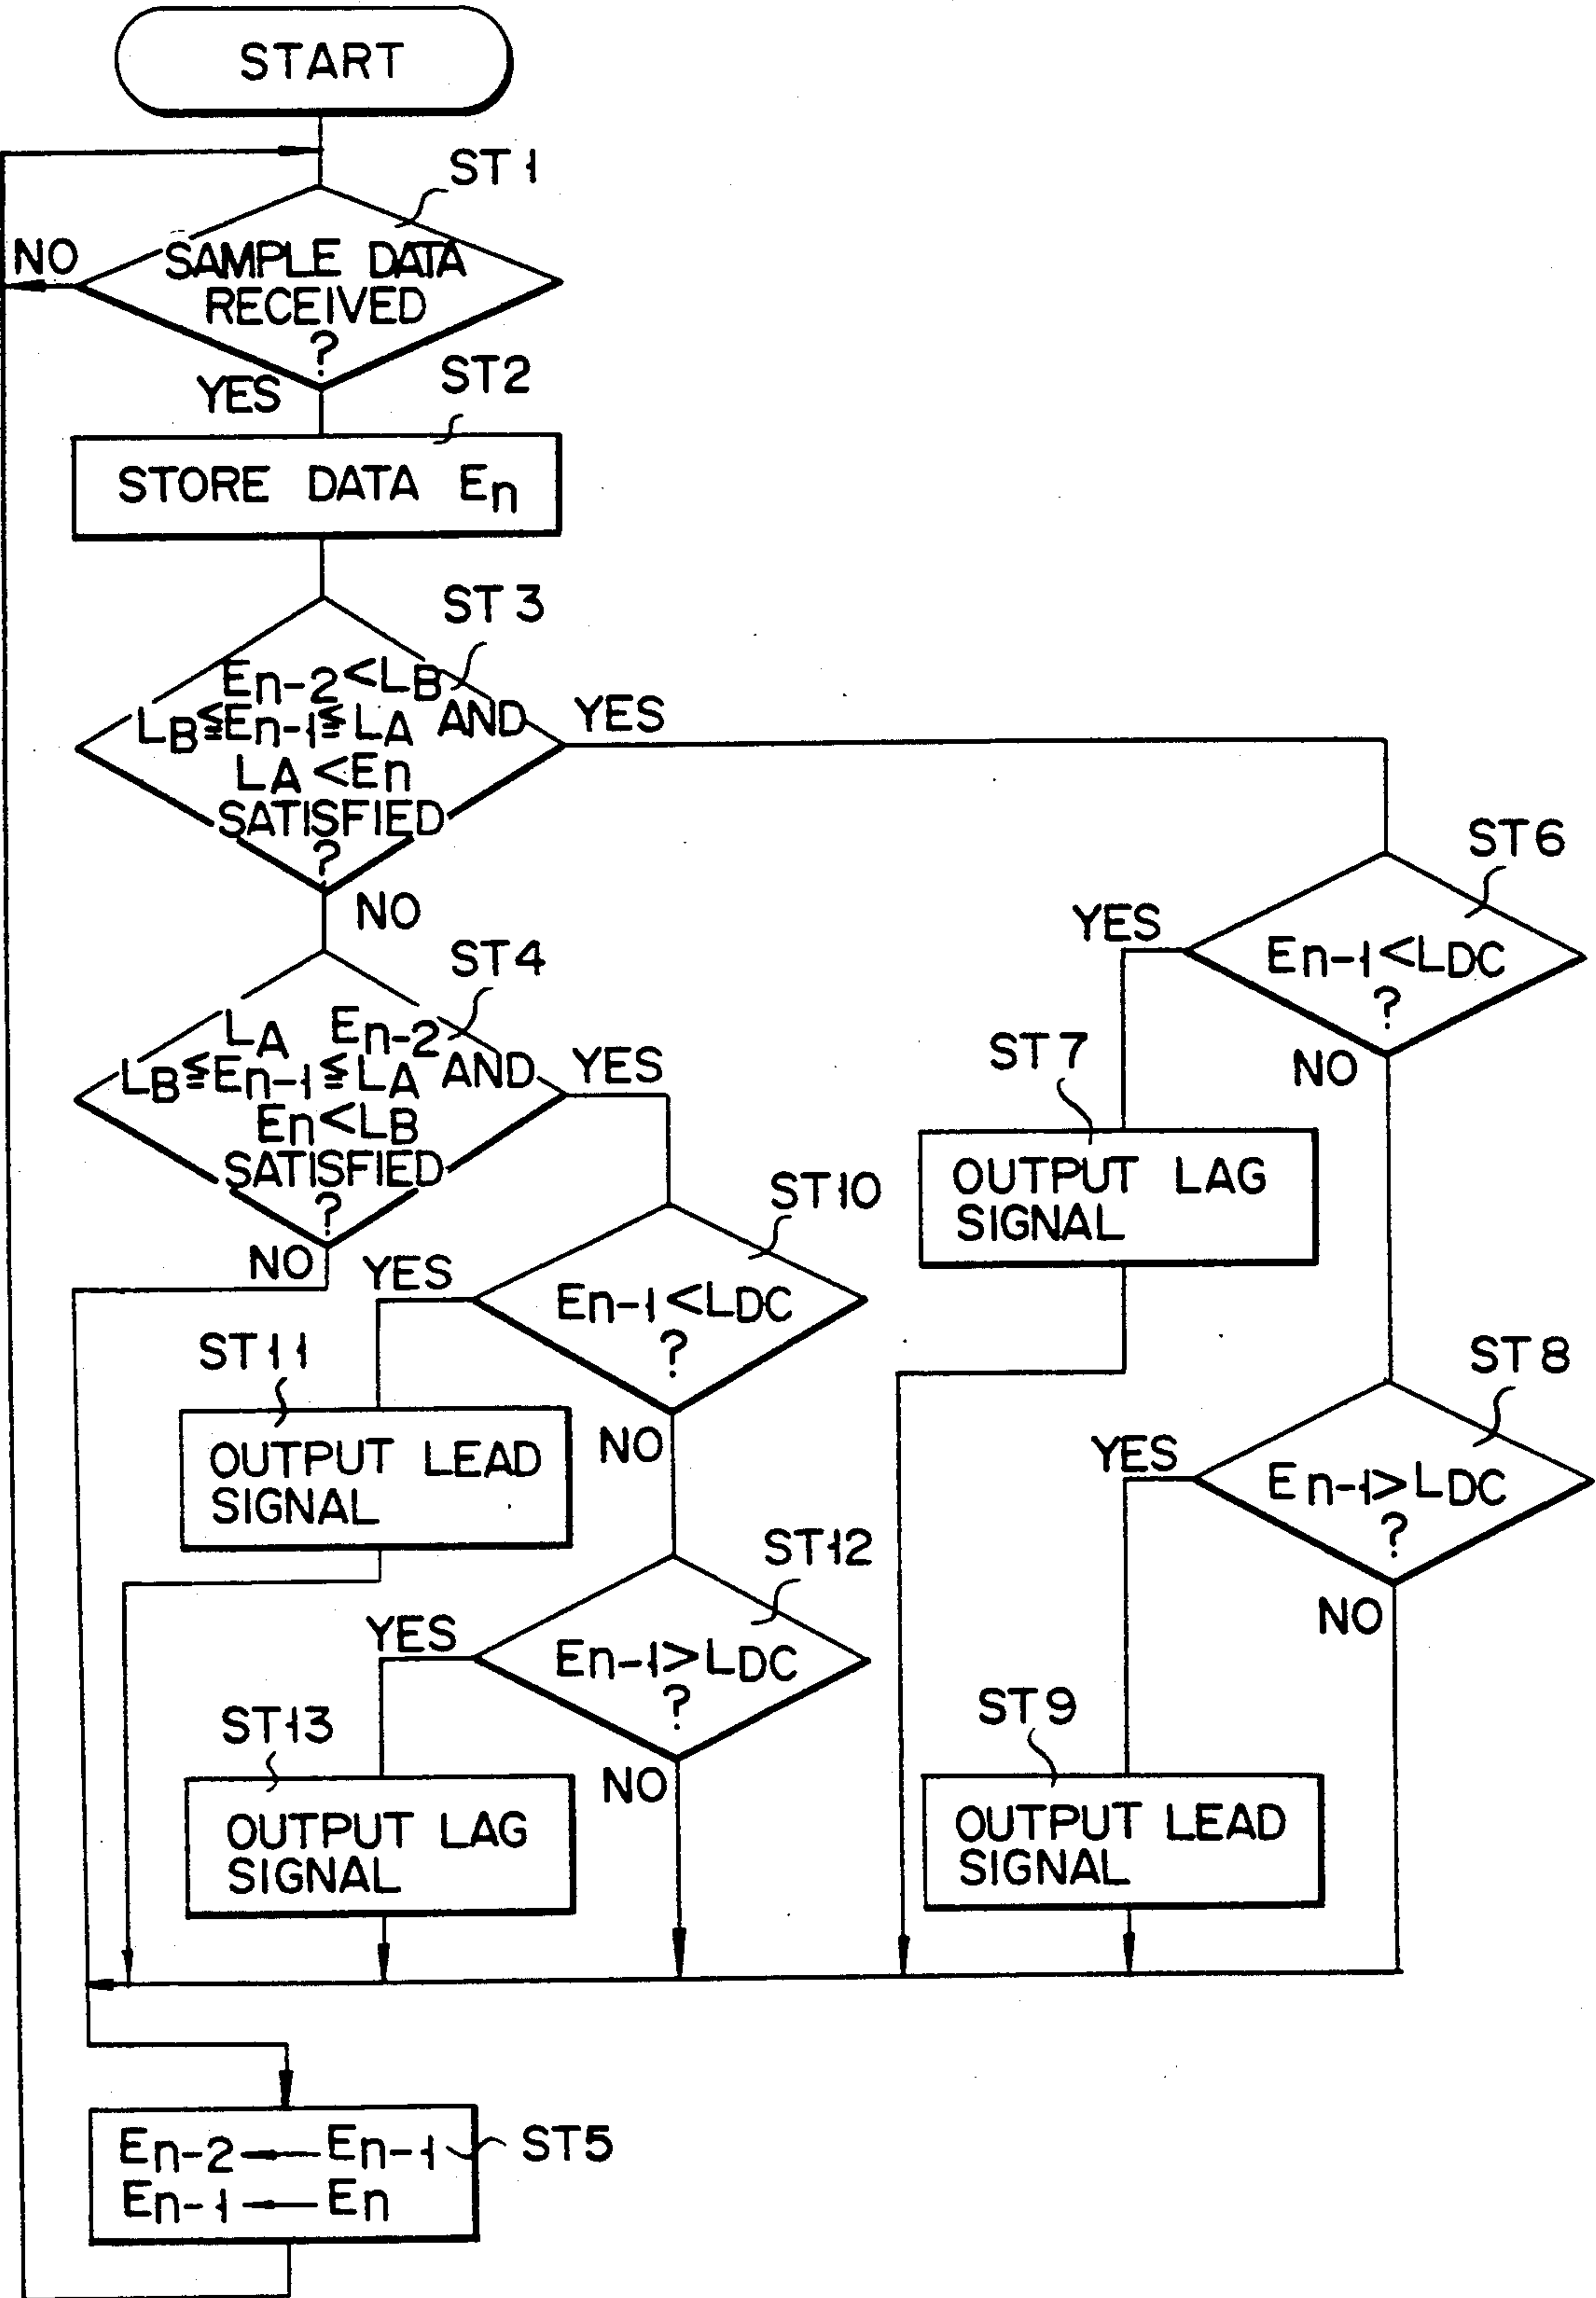 START
ST1
NO
SAMPLE DATA
RECEIVED
?
YES
ST2
STORE DATA En
ST3
En-2<LB
LB≦En-1≦LA AND
LA<En
SATISFIED
?
YES
NO
ST4
LA En-2
LB≦En-1≦LA AND
En<LB
SATISFIED
?
YES
NO
ST6
YES
En-1<LDC
?
NO
ST7
OUTPUT LAG
SIGNAL
ST10
YES
En-1<LDC
?
NO
ST11
OUTPUT LEAD
SIGNAL
ST8
YES
En-1>LDC
?
NO
ST12
YES
En-1>LDC
?
NO
ST13
OUTPUT LAG
SIGNAL
ST9
OUTPUT LEAD
SIGNAL
En-2←En-1
ST5
En-1←En